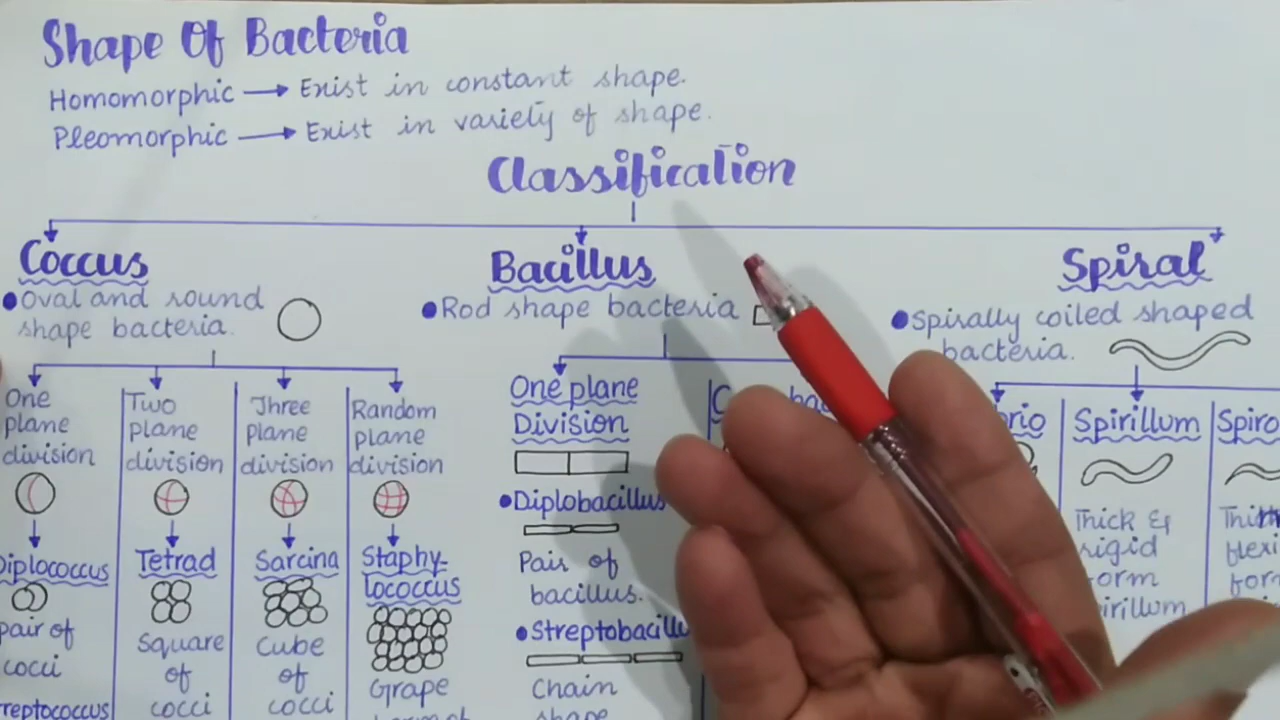 Shape Of Bacteria
Homomorphic → Exist in constant shape.
Pleomorphic → Exist in variety of shape.
Classification
Coccus
•Oval and round
shape bacteria.
One
plane
division
Diplococcus
pair of
cocci
Two
plane
division
Tetrad
Square
of
cocci
Three
plane
division
Sarcina
Cube
of
cocci
Random
plane
division
Staphy-
lococcus
Grape
Bacillus
•Rod shape bacteria
One plane
Division
•Diplobacillus
Pair of
bacillus.
•Streptobacillu
Chain
shape
Spiral
•Spirally coiled shaped
bacteria.
Spirillum
Thick &
rigid
form